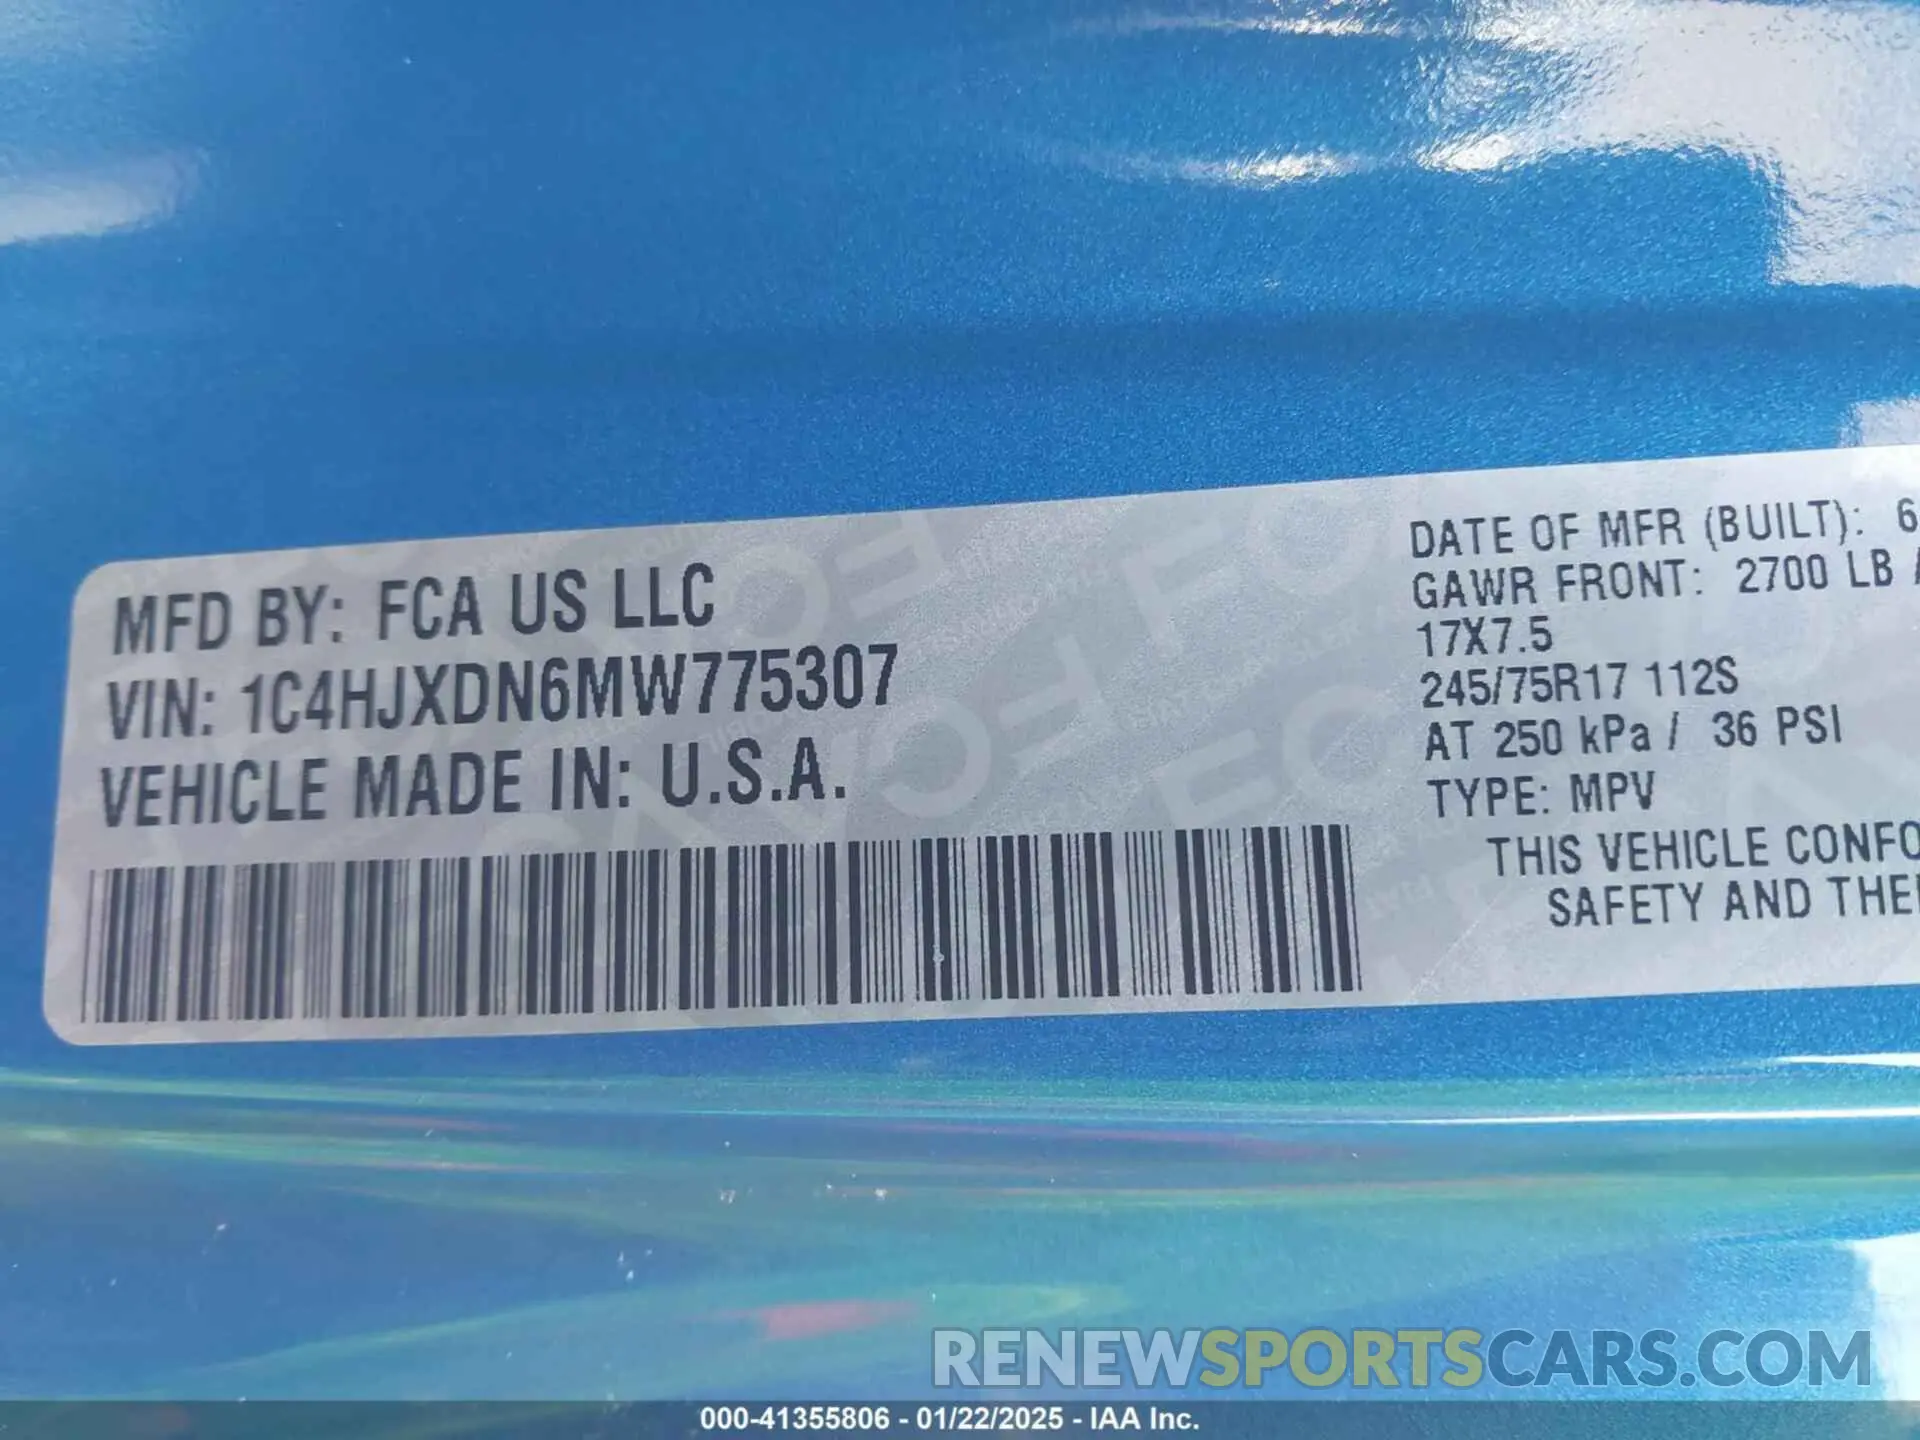 MFD BY: FCA US LLC
VIN: 1C4HJXDN6MW775307
VEHICLE MADE IN: U.S.A.
DATE OF MFR (BUILT): 6
GAWR FRONT: 2700 LB
17X7.5
245/75R17 112S
AT 250 kPa / 36 PSI
TYPE: MPV
THIS VEHICLE CONFO
SAFETY AND THE
RENEWSPORTSCARS.COM
000-41355806 - 01/22/2025 - IAA Inc.